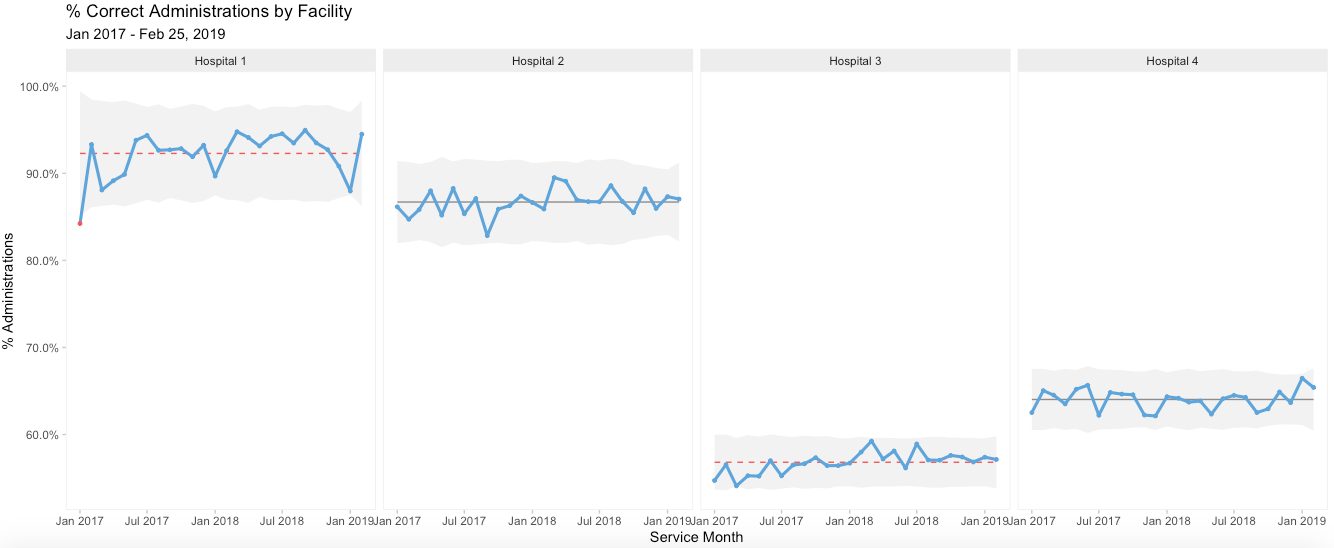 % Correct Administrations by Facility
Jan 2017 - Feb 25, 2019
Hospital 1
Hospital 2
Hospital 3
Hospital 4
% Administrations
100.0%
90.0%
80.0%
70.0%
60.0%
Jan 2017 Jul 2017 Jan 2018 Jul 2018 Jan 2019
Jan 2017 Jul 2017 Jan 2018 Jul 2018 Jan 2019
Jan 2017 Jul 2017 Jan 2018 Jul 2018 Jan 2019
Jan 2017 Jul 2017 Jan 2018 Jul 2018 Jan 2019
Service Month